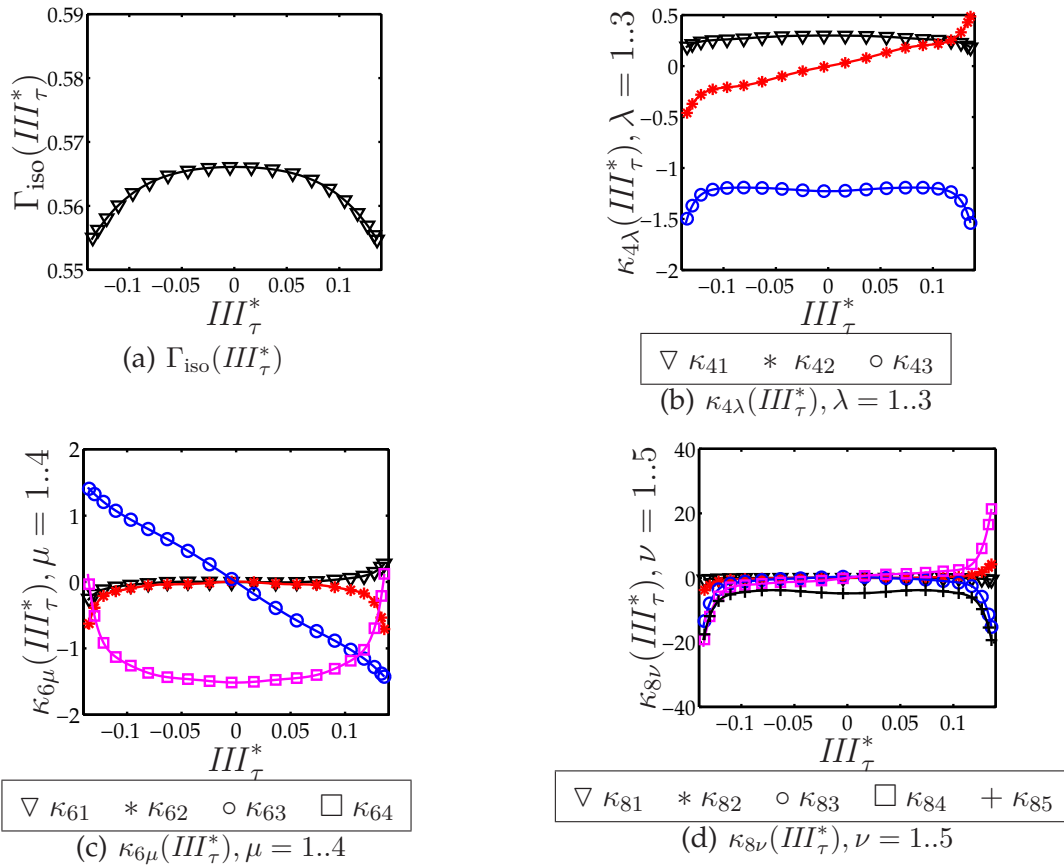 0.59
0.58
0.57
0.56
0.55
Γiso(III*τ)
−0.1 −0.05 0 0.05 0.1
III*τ
(a) Γiso(III*τ)
0.5
0
−0.5
−1
−1.5
−2
κ4λ(III*τ), λ = 1..3
−0.1 −0.05 0 0.05 0.1
III*τ
▽ κ41 * κ42 ○ κ43
(b) κ4λ(III*τ), λ = 1..3
2
1
0
−1
−2
κ6μ(III*τ), μ = 1..4
−0.1 −0.05 0 0.05 0.1
III*τ
▽ κ61 * κ62 ○ κ63 □ κ64
(c) κ6μ(III*τ), μ = 1..4
40
20
0
−20
−40
κ8ν(III*τ), ν = 1..5
−0.1 −0.05 0 0.05 0.1
III*τ
▽ κ81 * κ82 ○ κ83 □ κ84 + κ85
(d) κ8ν(III*τ), ν = 1..5